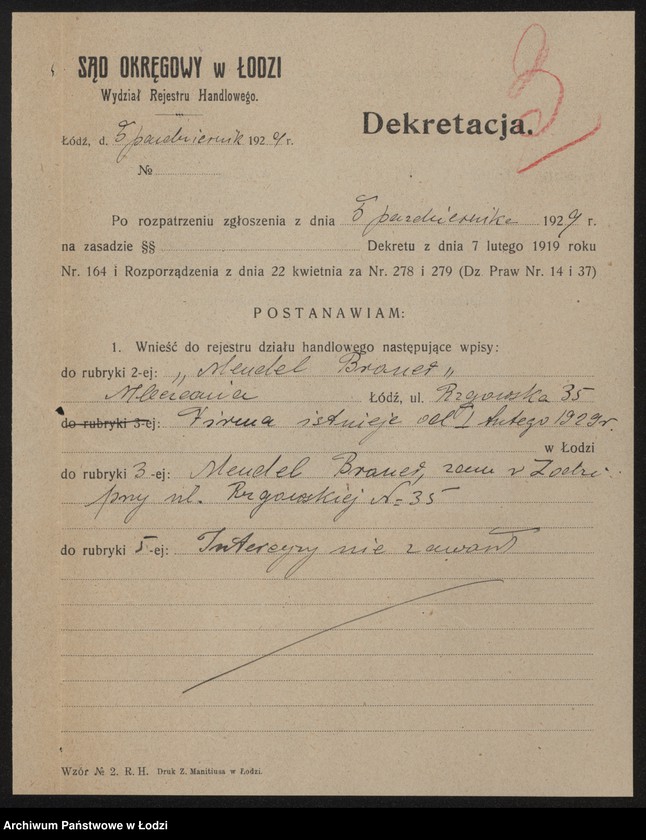 3
SĄD OKRĘGOWY w ŁODZI
Wydział Rejestru Handlowego.
Łódź, d. 5 październik 1929 r.
№
Dekretacja.
Po rozpatrzeniu zgłoszenia z dnia 5 października 1929 r.
na zasadzie §§ Dekretu z dnia 7 lutego 1919 roku
Nr. 164 i Rozporządzenia z dnia 22 kwietnia za Nr. 278 i 279 (Dz Praw Nr. 14 i 37)
POSTANAWIAM:
1. Wnieść do rejestru działu handlowego następujące wpisy:
do rubryki 2-ej: „Mendel Braner"
Mleczarnia Łódź, ul. Rzgowska 35
do rubryki 3-ej: Firma istnieje od 1 lutego 1929 r.
w Łodzi
do rubryki 3-ej: Mendel Braner, zam w Łodzi
przy ul. Rzgowskiej № 35
do rubryki 5-ej: Intercyzy nie zawarł
Wzór № 2. R. H. Druk Z. Manitiusa w Łodzi.
Archiwum Państwowe w Łodzi